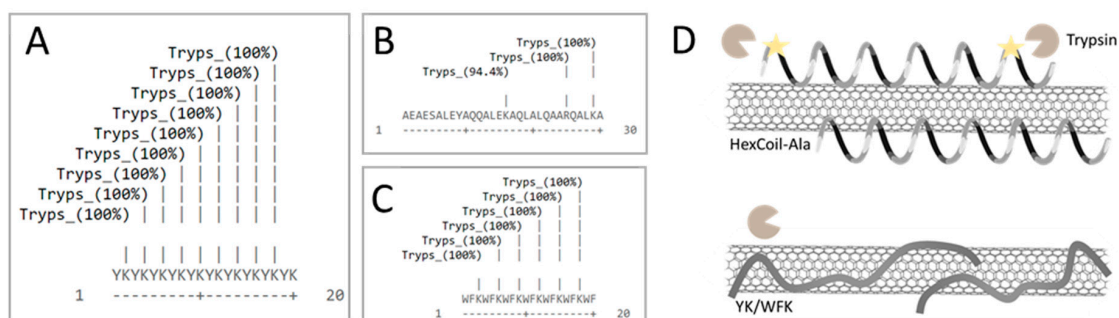 A
Tryps_(100%)
Tryps_(100%)
Tryps_(100%)
Tryps_(100%)
Tryps_(100%)
Tryps_(100%)
Tryps_(100%)
Tryps_(100%)
Tryps_(100%)
YKYKYKYKYKYKYKYKYKYK
1 ---------+---------+ 20
B
Tryps_(100%)
Tryps_(100%)
Tryps_(94.4%)
AEAESALEYAQQALEKAQLALQAARQALKA
1 ---------+---------+---------+ 30
C
Tryps_(100%)
Tryps_(100%)
Tryps_(100%)
Tryps_(100%)
Tryps_(100%)
Tryps_(100%)
WFKWFKWFKWFKWFKWFKWF
1 ---------+---------+ 20
D
Trypsin
HexCoil-Ala
YK/WFK